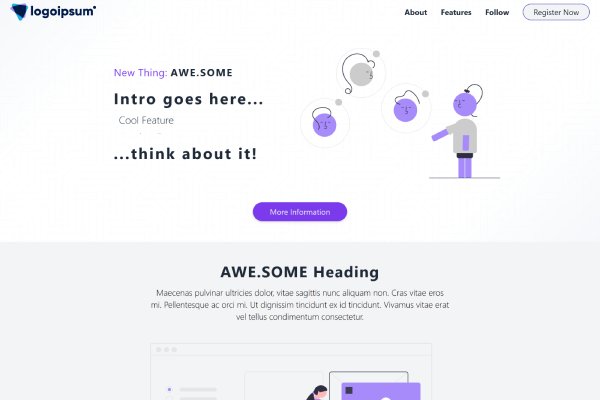 logoipsum
About Features Follow Register Now
New Thing: AWE.SOME
Intro goes here...
Cool Feature
...think about it!
More Information
AWE.SOME Heading
Maecenas pulvinar ultricies dolor, vitae sagittis nunc aliquam non. Cras vitae eros
mi. Pellentesque ac orci mi. Ut dignissim tincidunt ex id tincidunt. Vivamus vitae erat
vel tellus condimentum consectetur.